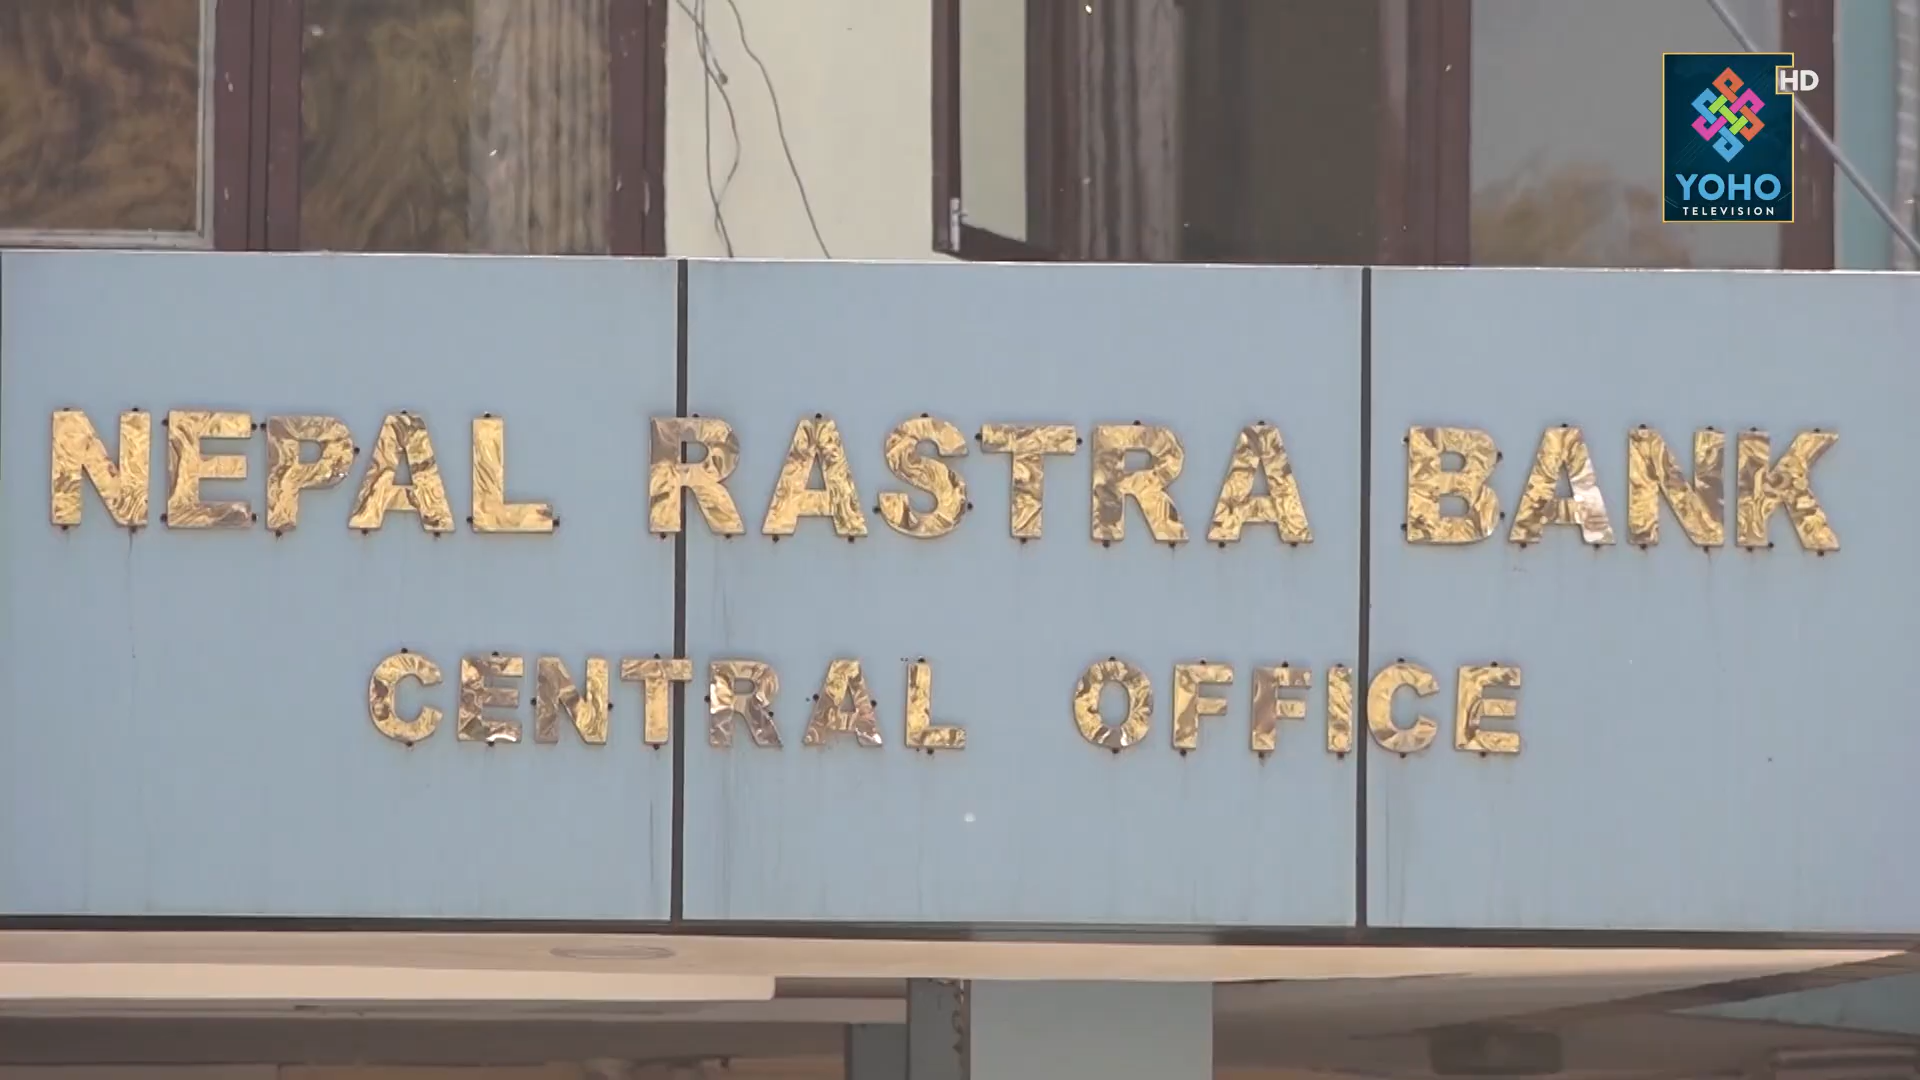 HD
YOHO
TELEVISION
NEPAL RASTRA BANK
CENTRAL OFFICE